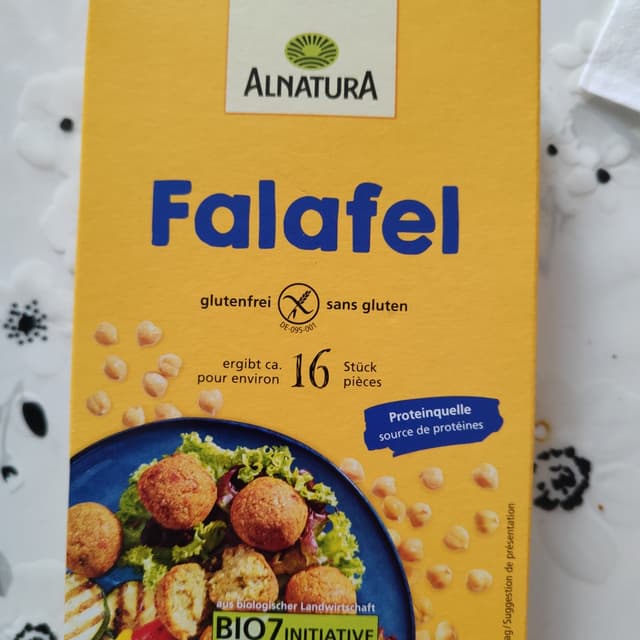 ALNATURA
Falafel
glutenfrei
DE-095-001
sans gluten
ergibt ca. 16 Stück
pour environ pièces
Proteinquelle
source de protéines
aus biologischer Landwirtschaft
BIO7INITIATIVE
/ Suggestion de présentation